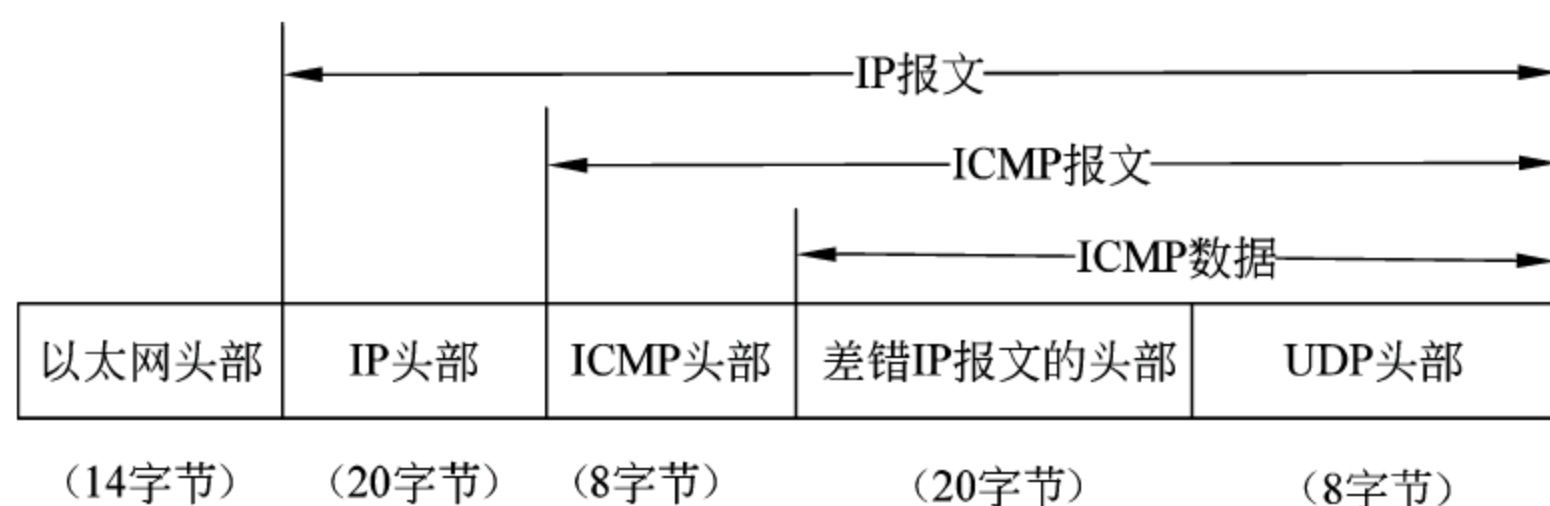 IP报文
ICMP报文
ICMP数据
以太网头部 IP头部 ICMP头部 差错IP报文的头部 UDP头部
（14字节） （20字节） （8字节） （20字节） （8字节）